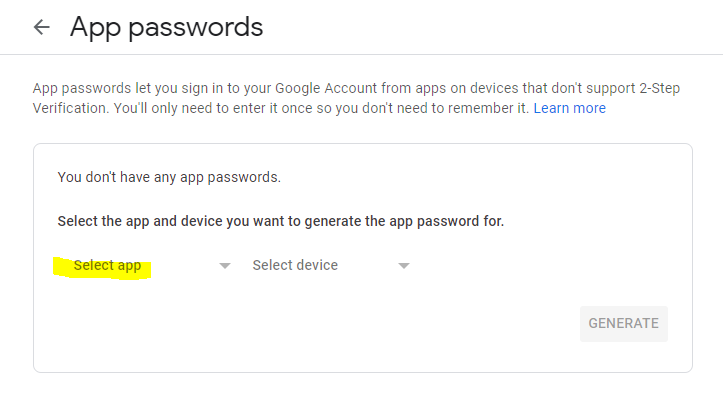 App passwords
App passwords let you sign in to your Google Account from apps on devices that don't support 2-Step
Verification. You'll only need to enter it once so you don't need to remember it. Learn more
You don't have any app passwords.
Select the app and device you want to generate the app password for.
Select app Select device
GENERATE